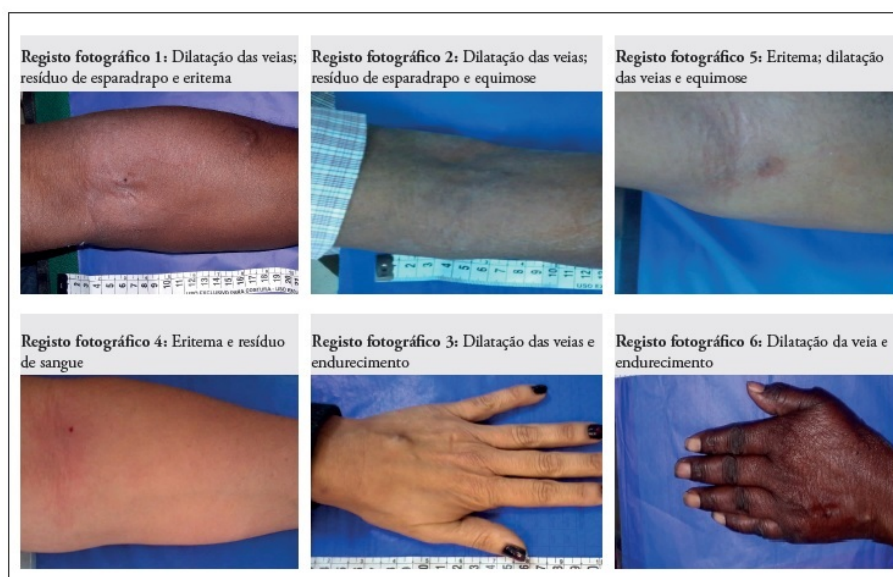 Registo fotográfico 1: Dilatação das veias;
resíduo de esparadrapo e eritema
Registo fotográfico 2: Dilatação das veias;
resíduo de esparadrapo e equimose
Registo fotográfico 5: Eritema; dilatação
das veias e equimose
Registo fotográfico 4: Eritema e resíduo
de sangue
Registo fotográfico 3: Dilatação das veias e
endurecimento
Registo fotográfico 6: Dilatação da veia e
endurecimento